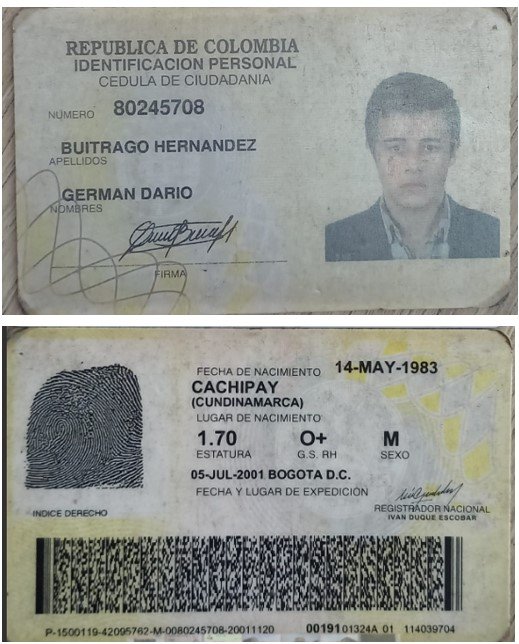 REPUBLICA DE COLOMBIA
IDENTIFICACION PERSONAL
CEDULA DE CIUDADANIA
NUMERO 80245708
BUITRAGO HERNANDEZ
APELLIDOS
GERMAN DARIO
NOMBRES
FIRMA
FECHA DE NACIMIENTO 14-MAY-1983
CACHIPAY
(CUNDINAMARCA)
LUGAR DE NACIMIENTO
1.70 O+ M
ESTATURA G.S. RH SEXO
05-JUL-2001 BOGOTA D.C.
FECHA Y LUGAR DE EXPEDICIÓN
REGISTRADOR NACIONAL
IVAN DUQUE ESCOBAR
INDICE DERECHO
P-1500119-42095762-M-0080245708-20011120 0019101324A 01 114039704